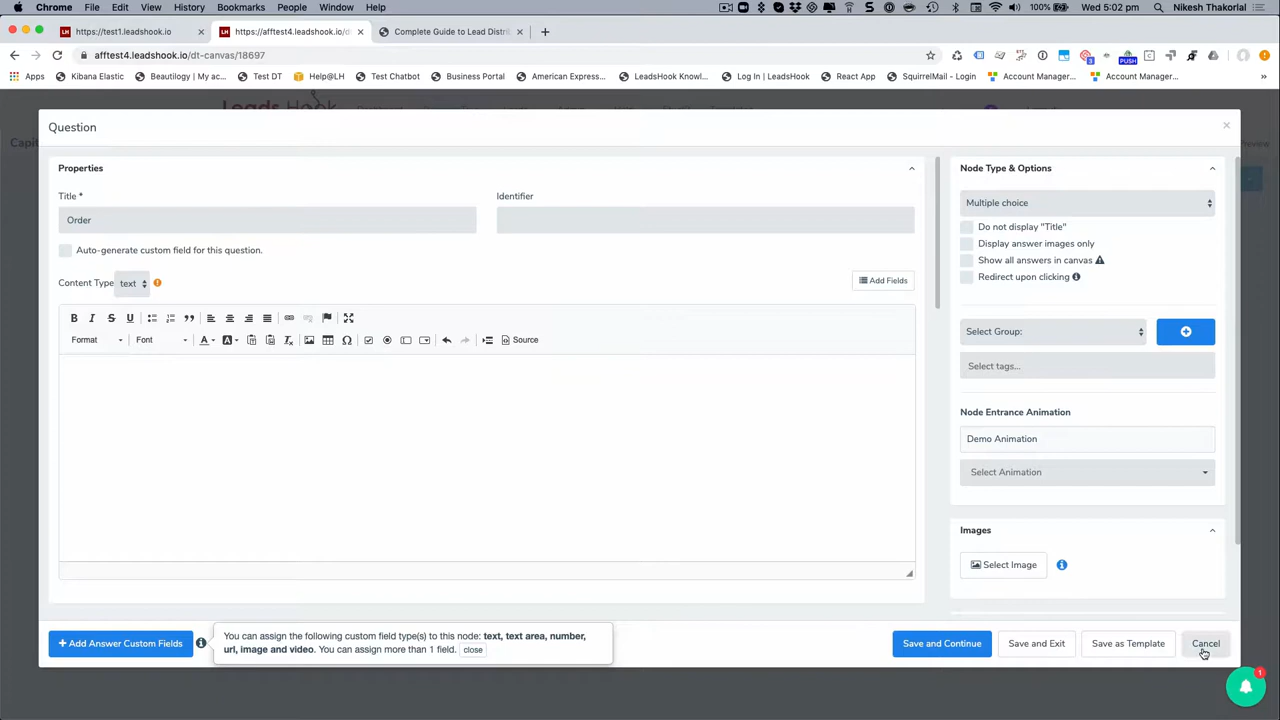 Chrome File Edit View History Bookmarks People Window Help 100% Wed 5:02 pm Nikesh Thakorlal
https://test1.leadshook.io https://afftest4.leadshook.io/d Complete Guide to Lead Distri
afftest4.leadshook.io/dt-canvas/18697
3 PUSH
Apps Kibana Elastic Beautilogy | My ac... Test DT Help@LH Test Chatbot Business Portal American Express... LeadsHook Knowl... Log In | LeadsHook React App SquirrelMail - Login Account Manager... Account Manager... »
Leads Hook
Capit
Question ×
Properties
Title *
Identifier
Order
Auto-generate custom field for this question.
Content Type text
Add Fields
B I S U
Format Font Source
Node Type & Options
Multiple choice
Do not display "Title"
Display answer images only
Show all answers in canvas
Redirect upon clicking
Select Group:
Select tags...
Node Entrance Animation
Demo Animation
Select Animation
Images
Select Image
+ Add Answer Custom Fields
You can assign the following custom field type(s) to this node: text, text area, number,
url, image and video. You can assign more than 1 field. close
Save and Continue Save and Exit Save as Template Cancel
1